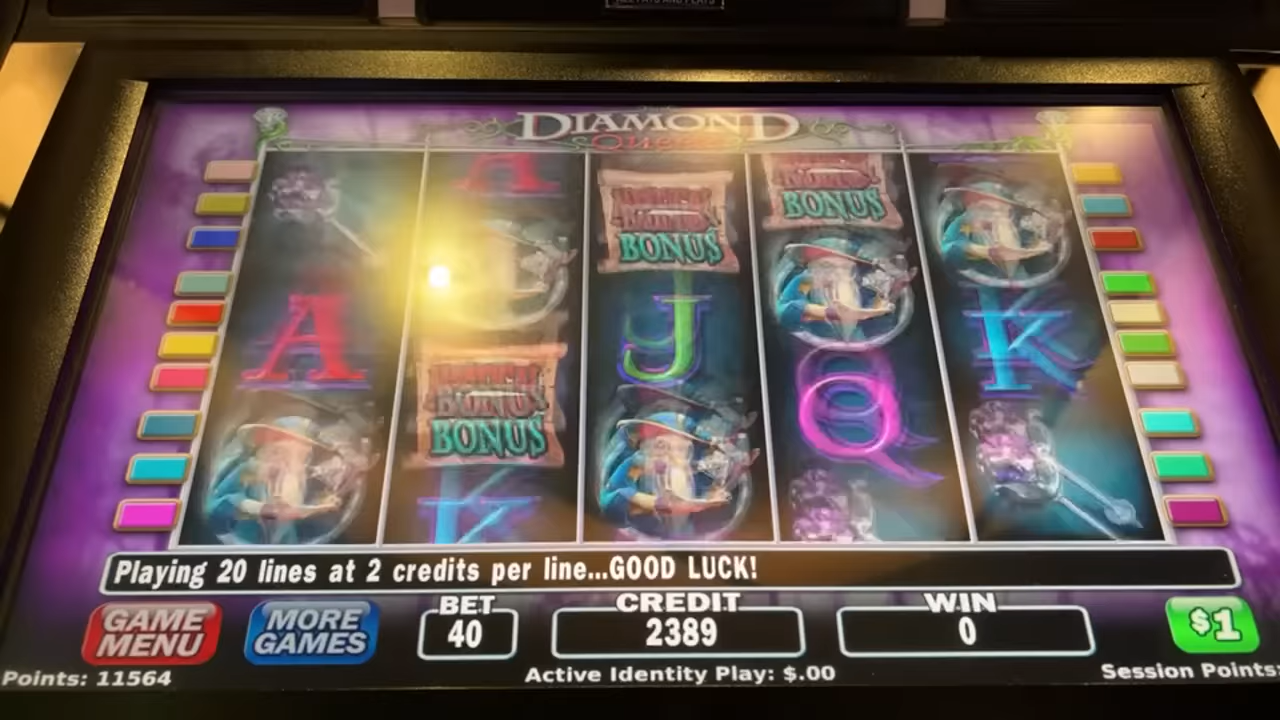 DIAMOND
Queen
A
BONUS
BONUS
A
J
K
BONUS
BONUS
Q
K
Playing 20 lines at 2 credits per line...GOOD LUCK!
GAME
MENU
MORE
GAMES
BET
40
CREDIT
2389
WIN
0
$1
Points: 11564
Active Identity Play: $.00
Session Points: